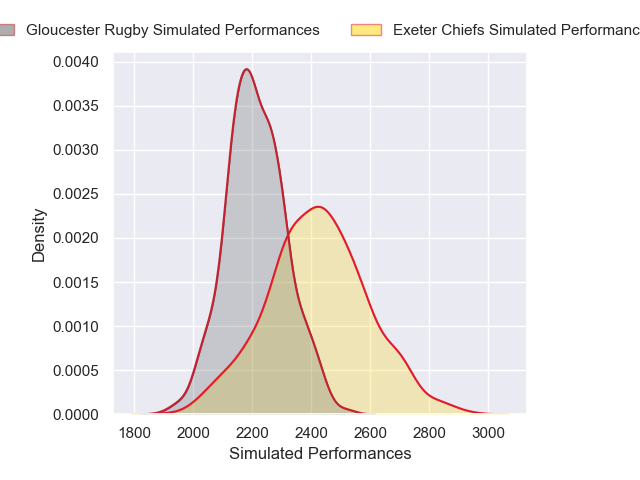 Gloucester Rugby Simulated Performances Exeter Chiefs Simulated Performanc
0.0040
0.0035
0.0030
0.0025
0.0020
0.0015
0.0010
0.0005
0.0000
Density
1800 2000 2200 2400 2600 2800 3000
Simulated Performances